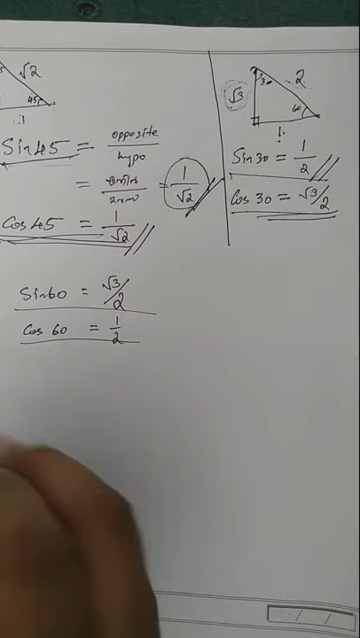 √2
45
1
Sin45 = opposite/hypo
= 1/√2
Cos45 = 1/√2
Sin60 = √3/2
Cos 60 = 1/2
30
2
√3
60
1
Sin30 = 1/2
Cos 30 = √3/2